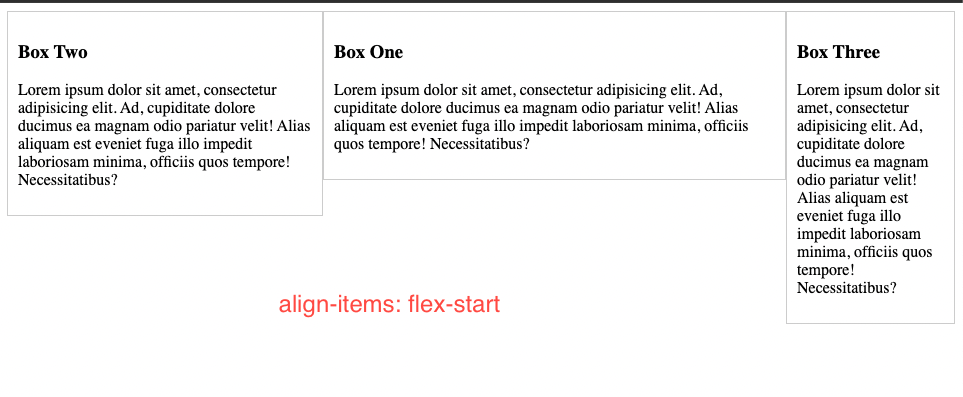 Box Two
Lorem ipsum dolor sit amet, consectetur
adipisicing elit. Ad, cupiditate dolore
ducimus ea magnam odio pariatur velit! Alias
aliquam est eveniet fuga illo impedit
laboriosam minima, officiis quos tempore!
Necessitatibus?
Box One
Lorem ipsum dolor sit amet, consectetur adipisicing elit. Ad,
cupiditate dolore ducimus ea magnam odio pariatur velit! Alias
aliquam est eveniet fuga illo impedit laboriosam minima, officiis
quos tempore! Necessitatibus?
Box Three
Lorem ipsum dolor sit
amet, consectetur
adipisicing elit. Ad,
cupiditate dolore
ducimus ea magnam
odio pariatur velit!
Alias aliquam est
eveniet fuga illo
impedit laboriosam
minima, officiis quos
tempore!
Necessitatibus?
align-items: flex-start